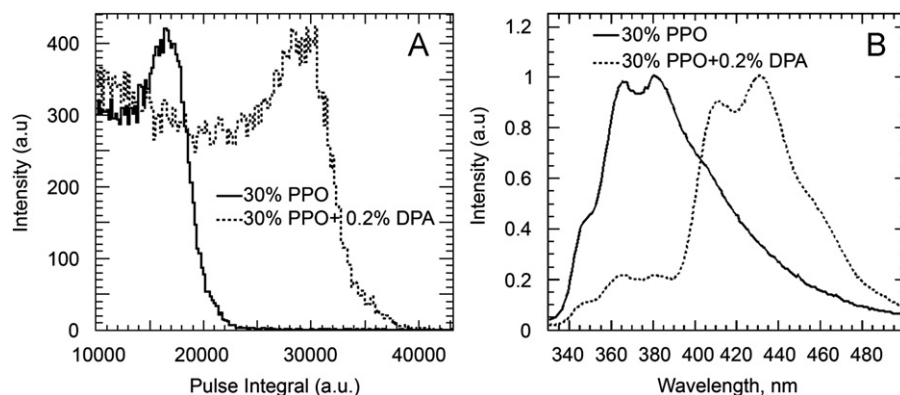 A
400
300
200
100
0
10000 20000 30000 40000
Intensity (a.u)
Pulse Integral (a.u.)
30% PPO
30% PPO+ 0.2% DPA
B
1.2
1
0.8
0.6
0.4
0.2
0
340 360 380 400 420 440 460 480
Intensity (a.u)
Wavelength, nm
30% PPO
30% PPO+0.2% DPA